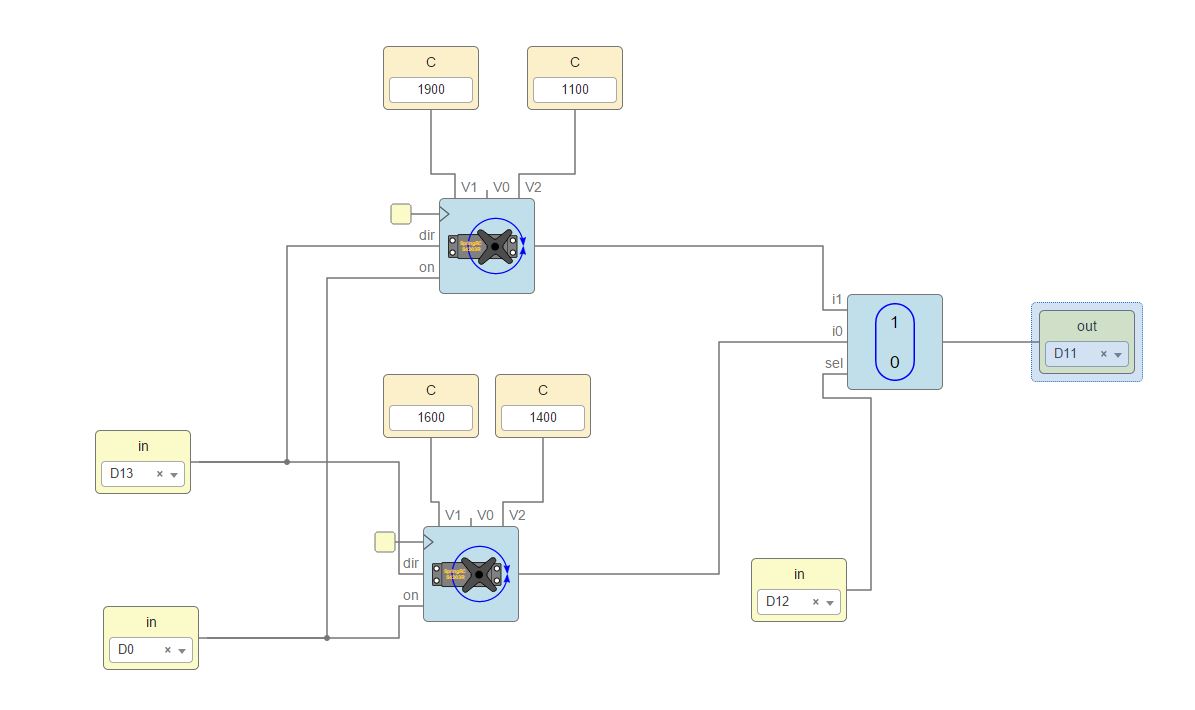 C
1900
C
1100
V1 V0 V2
dir
on
i1
i0
sel
1
0
out
D11 ×
C
1600
C
1400
in
D13 ×
V1 V0 V2
dir
on
in
D12 ×
in
D0 ×